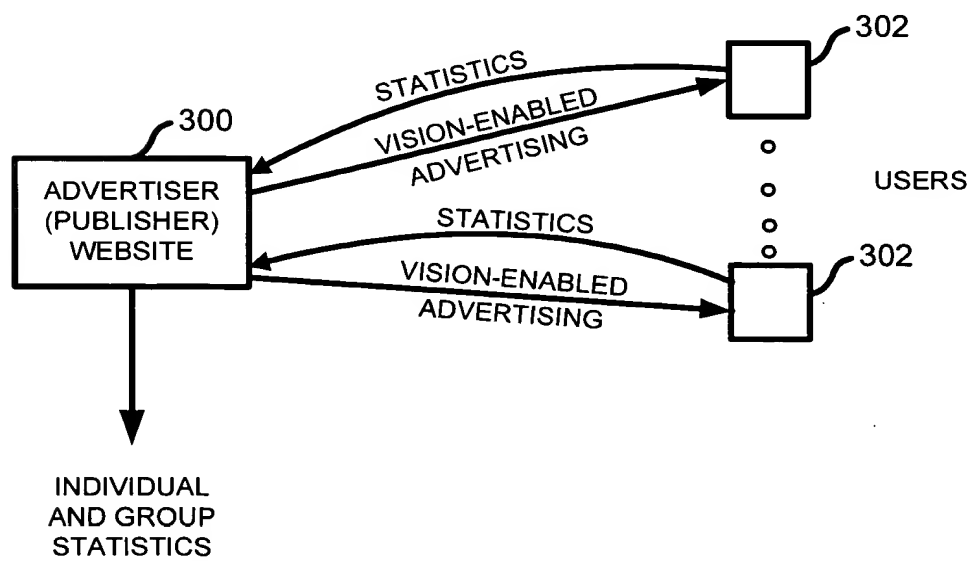 302
STATISTICS
VISION-ENABLED
ADVERTISING
300
ADVERTISER
(PUBLISHER)
WEBSITE
USERS
STATISTICS
302
VISION-ENABLED
ADVERTISING
INDIVIDUAL
AND GROUP
STATISTICS